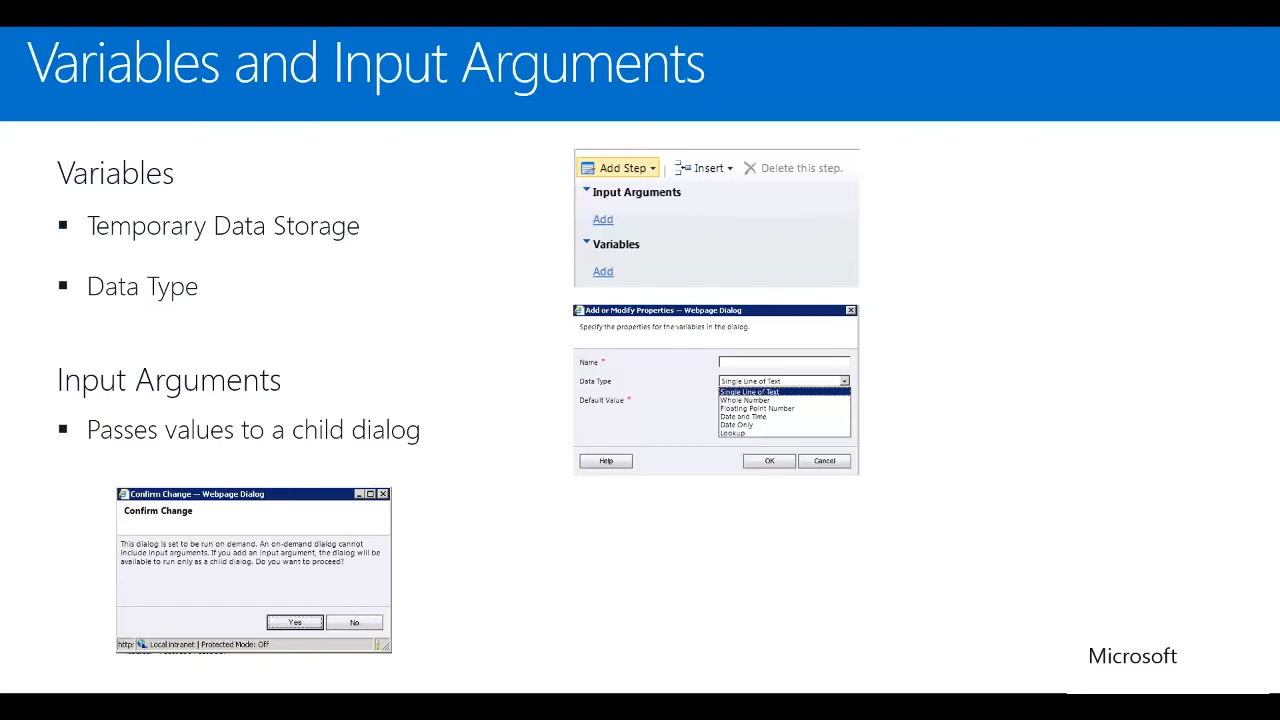 Variables and Input Arguments
Variables
▪ Temporary Data Storage
▪ Data Type
Input Arguments
▪ Passes values to a child dialog
Confirm Change -- Webpage Dialog
Confirm Change
This dialog is set to be run on demand. An on-demand dialog cannot
include input arguments. If you add an input argument, the dialog will be
available to run only as a child dialog. Do you want to proceed?
Yes No
http: Local intranet | Protected Mode: Off
Add Step Insert Delete this step.
Input Arguments
Add
Variables
Add
Add or Modify Properties -- Webpage Dialog
Specify the properties for the variables in the dialog.
Name *
Data Type Single Line of Text
Single Line of Text
Default Value * Whole Number
Floating Point Number
Date and Time
Date Only
Lookup
Help OK Cancel
Microsoft